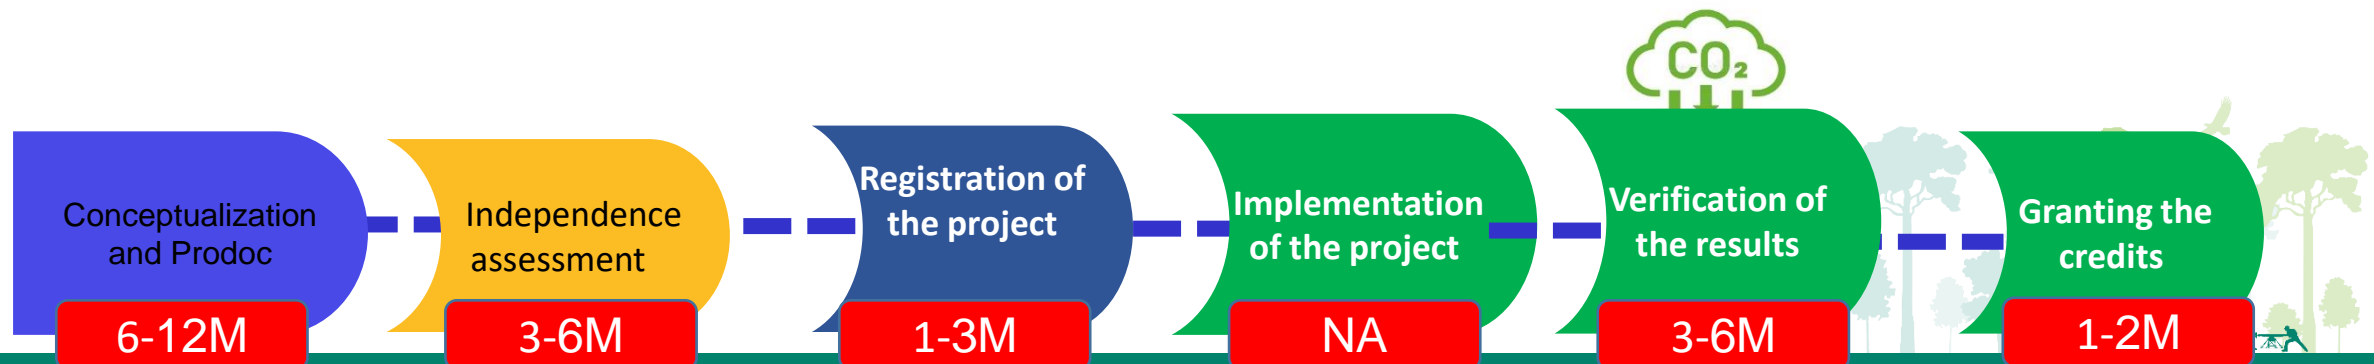 CO₂
Conceptualization
and Prodoc
6-12M
Independence
assessment
3-6M
Registration of
the project
1-3M
Implementation
of the project
NA
Verification of
the results
3-6M
Granting the
credits
1-2M